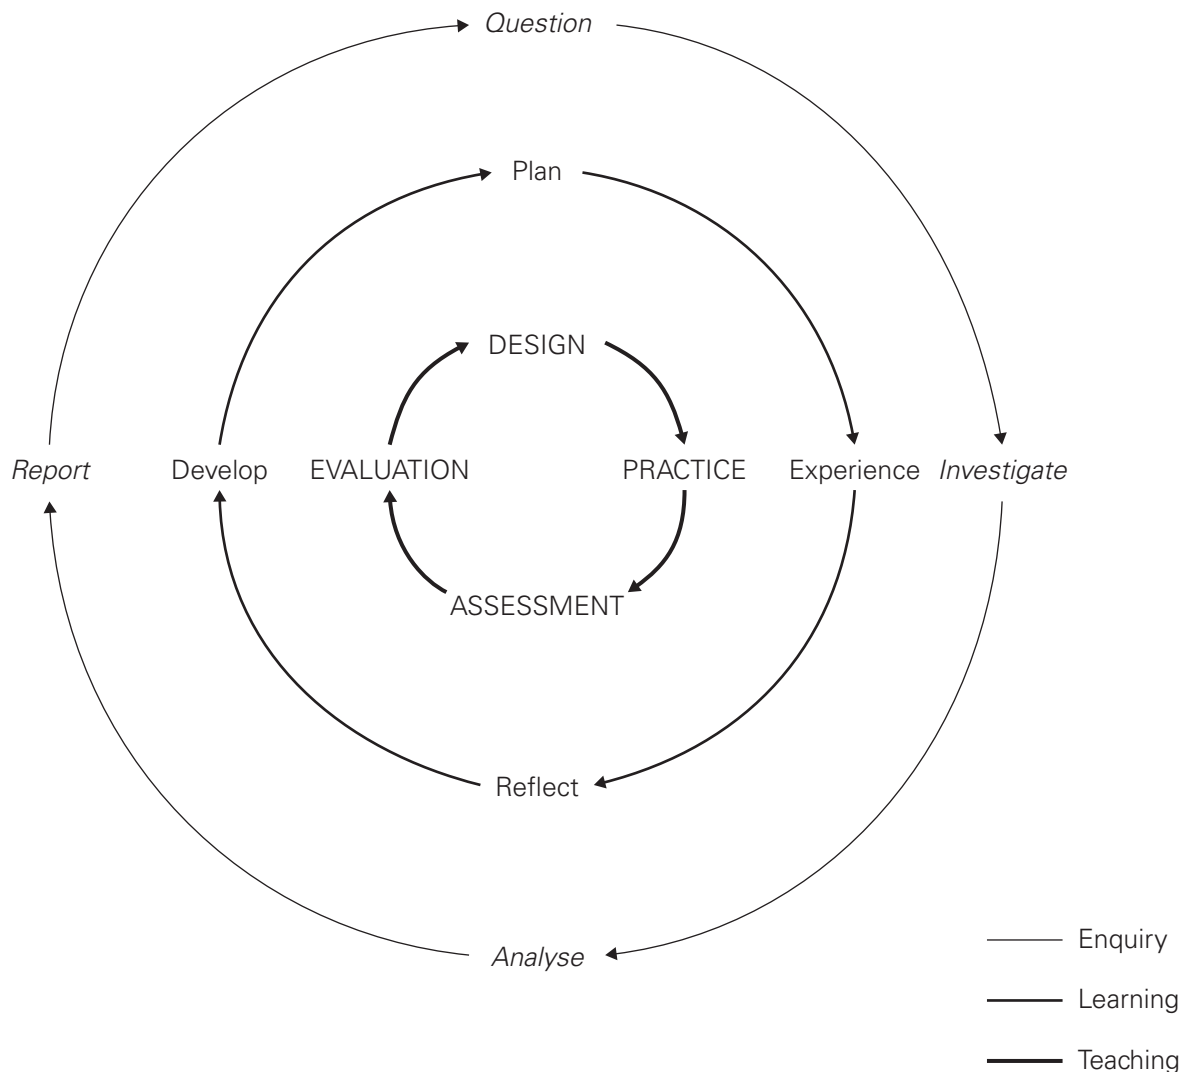 Question
Plan
DESIGN
Report
Develop
EVALUATION
PRACTICE
Experience
Investigate
ASSESSMENT
Reflect
Analyse
Enquiry
Learning
Teaching